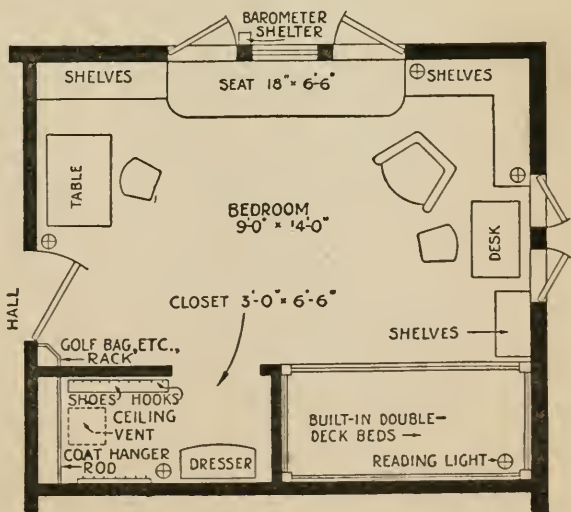 BAROMETER
SHELTER
SHELVES
SEAT 18" × 6'-6"
SHELVES
TABLE
BEDROOM
9'-0" × 14'-0"
DESK
HALL
CLOSET 3'-0" × 6'-6"
SHELVES
GOLF BAG, ETC.,
RACK
SHOES HOOKS
CEILING
VENT
COAT HANGER
ROD
DRESSER
BUILT-IN DOUBLE-
DECK BEDS
READING LIGHT